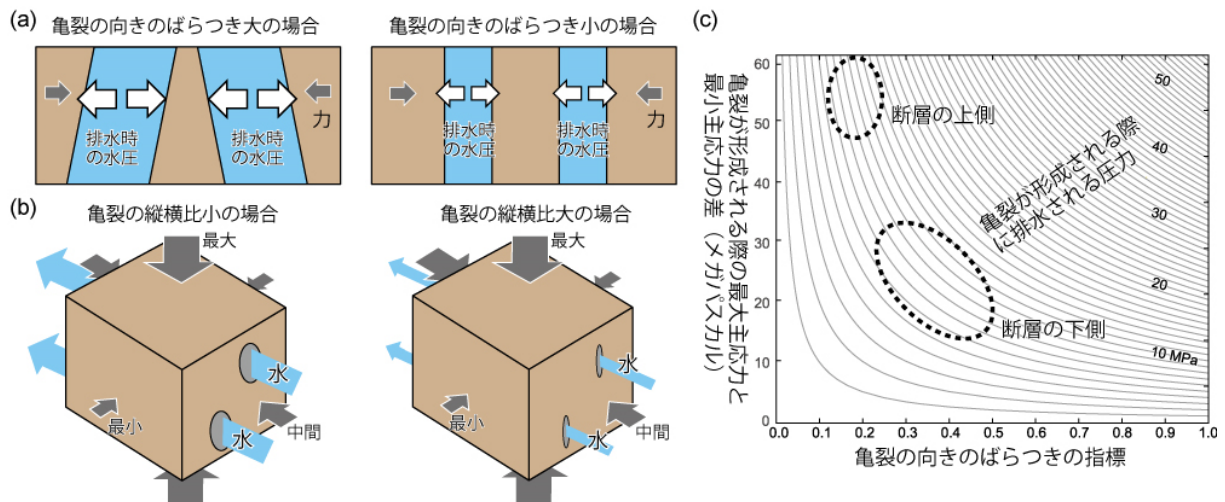 (a)
亀裂の向きのばらつき大の場合
排水時
の水圧
排水時
の水圧
力
亀裂の向きのばらつき小の場合
排水時
の水圧
排水時
の水圧
力
(b)
亀裂の縦横比小の場合
最大
水
水
最小
中間
亀裂の縦横比大の場合
最大
水
水
最小
中間
(c)
亀裂が形成される際の最大主応力と
最小主応力の差(メガパスカル)
60
50
40
30
20
10
0
0.0 0.1 0.2 0.3 0.4 0.5 0.6 0.7 0.8 0.9 1.0
亀裂の向きのばらつきの指標
断層の上側
断層の下側
亀裂が形成される際
に排水される圧力
50
40
30
20
10 MPa